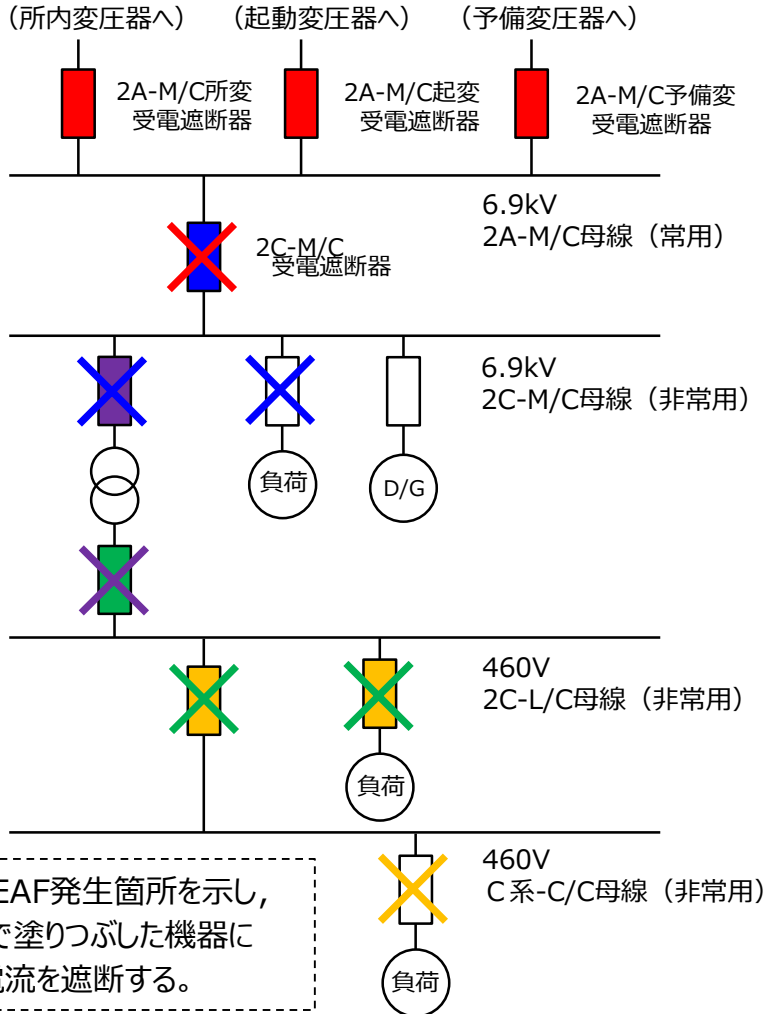 (所内変圧器へ) (起動変圧器へ) (予備変圧器へ)
2A-M/C所変
受電遮断器
2A-M/C起変
受電遮断器
2A-M/C予備変
受電遮断器
6.9kV
2A-M/C母線（常用）
2C-M/C
受電遮断器
6.9kV
2C-M/C母線（非常用）
負荷
D/G
460V
2C-L/C母線（非常用）
負荷
460V
C系-C/C母線（非常用）
EAF発生箇所を示し，
で塗りつぶした機器に
電流を遮断する。
負荷